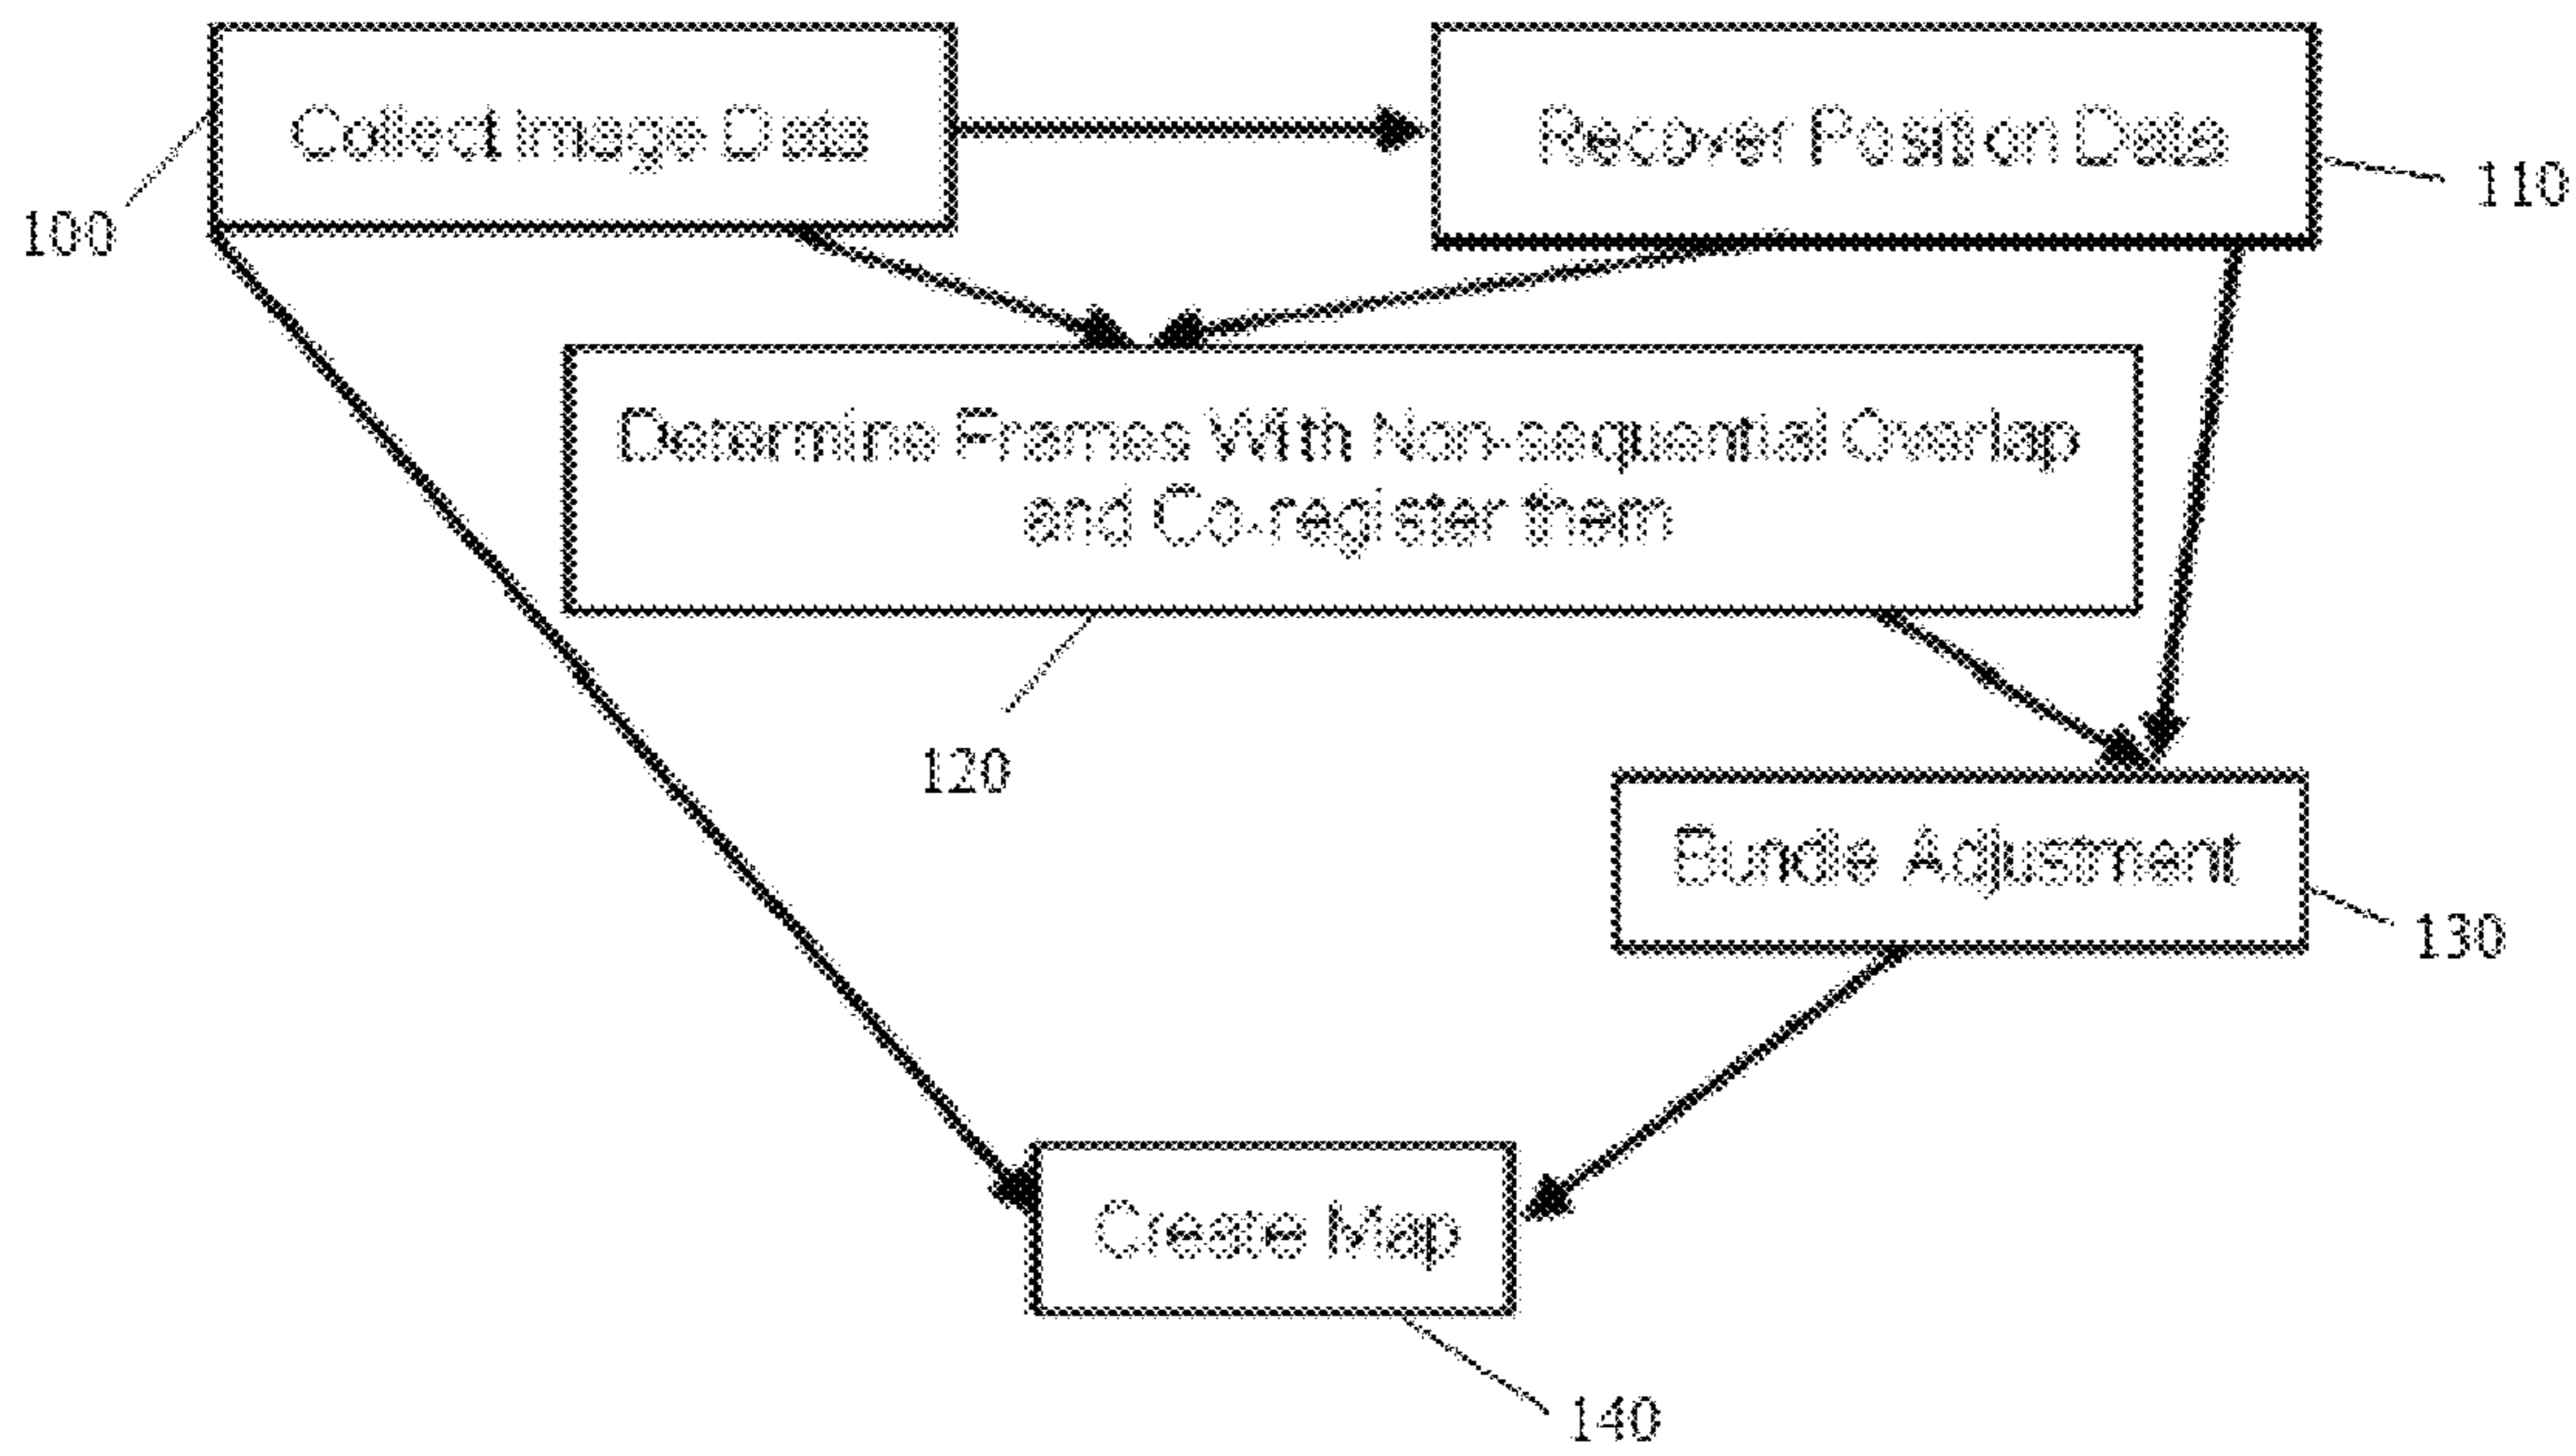 Collect Image Data
Recover Position Data
100
110
Determine Frames With Non-sequential Overlap
and Co-register them
120
Bundle Adjustment
130
Create Map
140